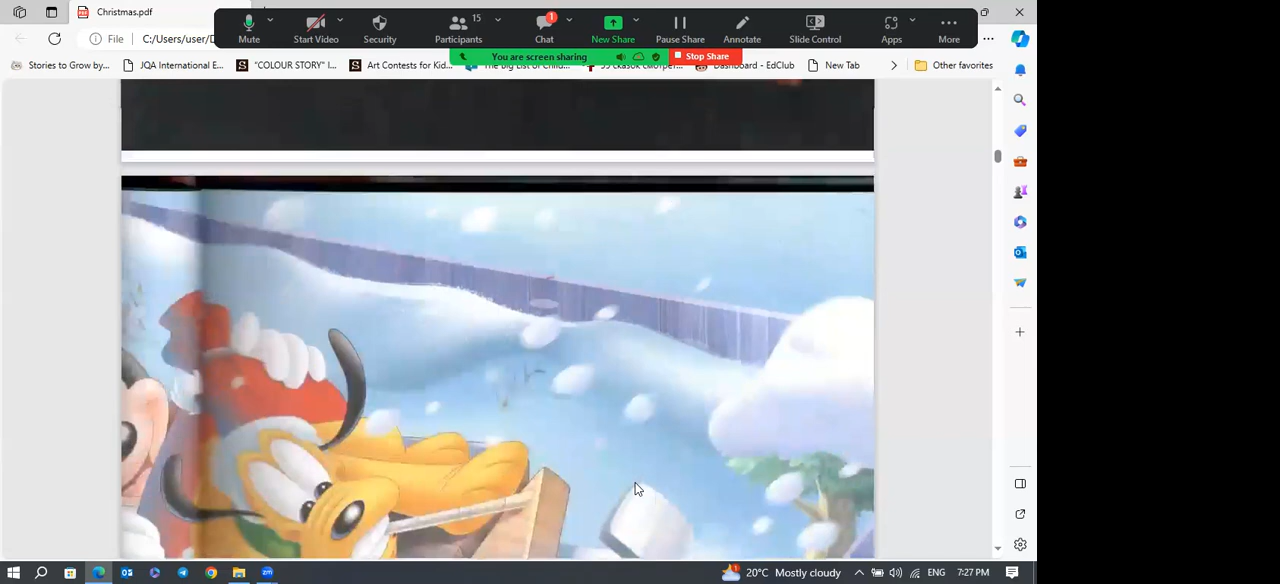 Christmas.pdf
Mute
Start Video
Security
15
Participants
1
Chat
New Share
Pause Share
Annotate
Slide Control
Apps
More
File
C:/Users/user/D
You are screen sharing
Stop Share
Stories to Grow by...
JQA International E...
"COLOUR STORY" I...
Art Contests for Kid...
The Big List of Child...
Dashboard - EdClub
New Tab
Other favorites
20°C Mostly cloudy
ENG
7:27 PM